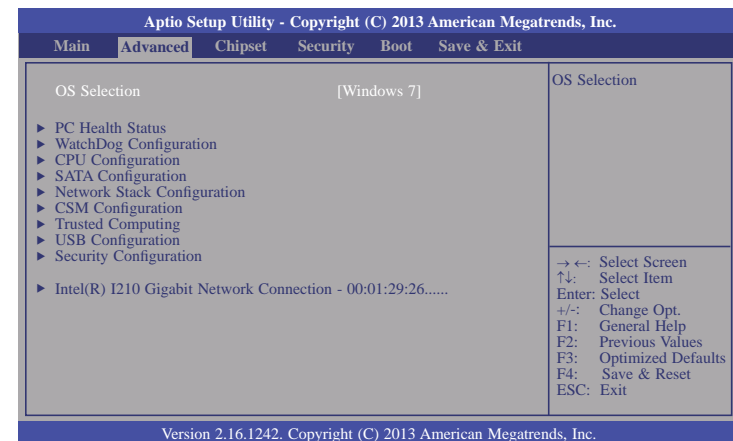 Aptio Setup Utility - Copyright (C) 2013 American Megatrends, Inc.
Main Advanced Chipset Security Boot Save & Exit
OS Selection [Windows 7]
► PC Health Status
► WatchDog Configuration
► CPU Configuration
► SATA Configuration
► Network Stack Configuration
► CSM Configuration
► Trusted Computing
► USB Configuration
► Security Configuration
► Intel(R) I210 Gigabit Network Connection - 00:01:29:26......
OS Selection
→ ←: Select Screen
↑↓: Select Item
Enter: Select
+/-: Change Opt.
F1: General Help
F2: Previous Values
F3: Optimized Defaults
F4: Save & Reset
ESC: Exit
Version 2.16.1242. Copyright (C) 2013 American Megatrends, Inc.